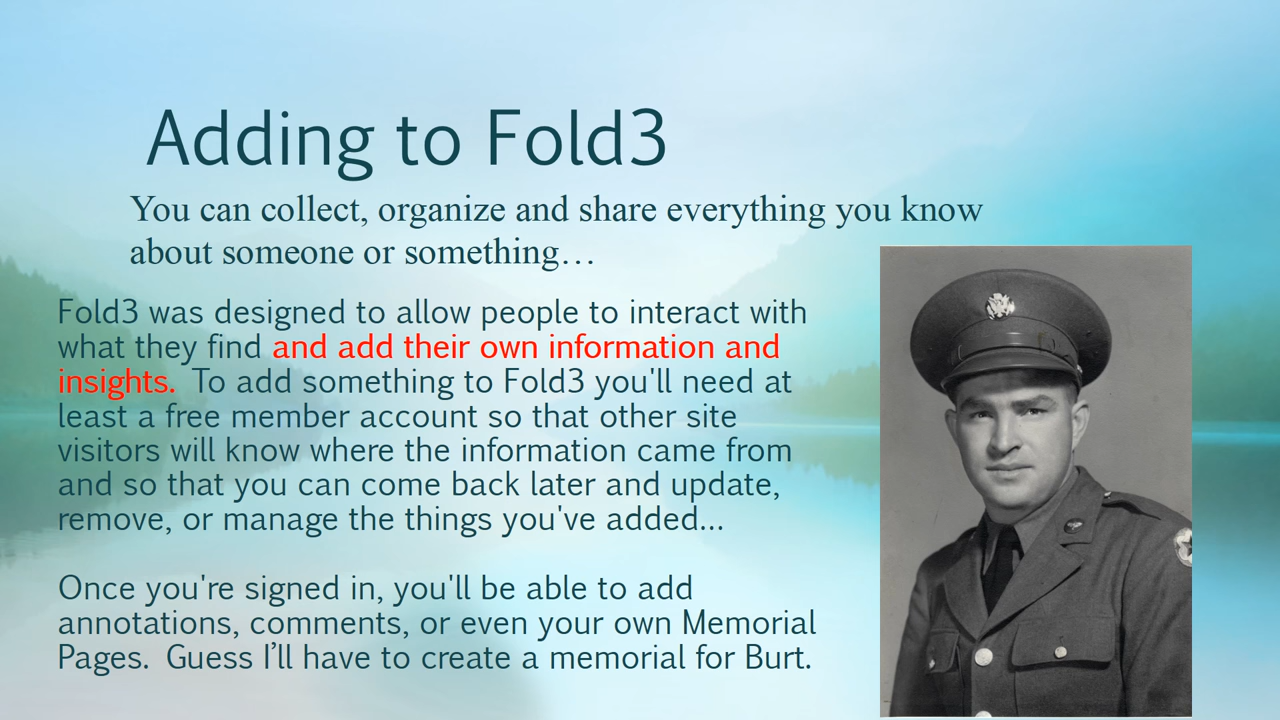 Adding to Fold3
You can collect, organize and share everything you know
about someone or something…
Fold3 was designed to allow people to interact with
what they find and add their own information and
insights.  To add something to Fold3 you'll need at
least a free member account so that other site
visitors will know where the information came from
and so that you can come back later and update,
remove, or manage the things you've added...
Once you're signed in, you'll be able to add
annotations, comments, or even your own Memorial
Pages.  Guess I’ll have to create a memorial for Burt.